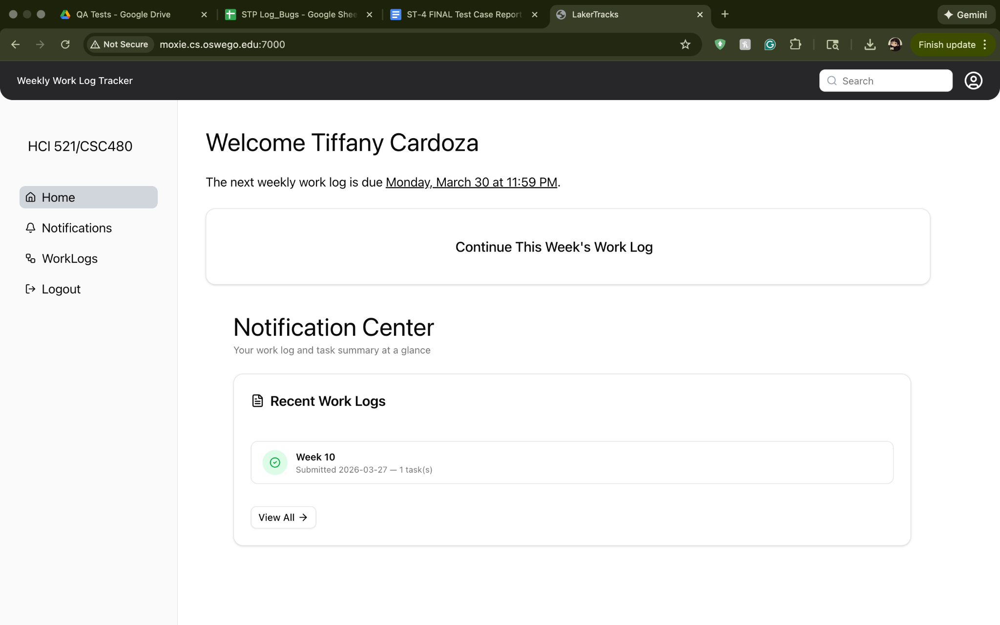 QA Tests - Google Drive
STP Log_Bugs - Google Shee
ST-4 FINAL Test Case Report
LakerTracks
Gemini
Not Secure
moxie.cs.oswego.edu:7000
Finish update
Weekly Work Log Tracker
Search
HCI 521/CSC480
Home
Notifications
WorkLogs
Logout
Welcome Tiffany Cardoza
The next weekly work log is due Monday, March 30 at 11:59 PM.
Continue This Week's Work Log
Notification Center
Your work log and task summary at a glance
Recent Work Logs
Week 10
Submitted 2026-03-27 — 1 task(s)
View All